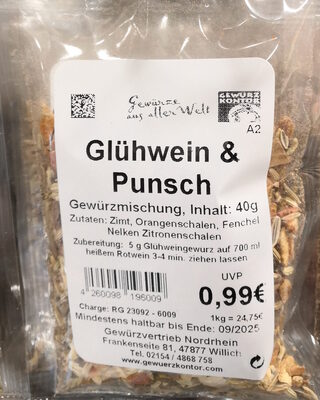 Gewürze
aus aller Welt
GEWÜRZ
KONTOR
A2
Glühwein &
Punsch
Gewürzmischung, Inhalt: 40g
Zutaten: Zimt, Orangenschalen, Fenchel
Nelken Zitronenschalen
Zubereitung: 5 g Glühweingewurz auf 700 ml
heißem Rotwein 3-4 min. ziehen lassen
UVP
0,99€
4 260098 196009
1kg = 24,75€
Charge: RG 23092 - 6009
Mindestens haltbar bis Ende: 09/2025
Gewürzvertrieb Nordrhein
Frankenseite 81, 47877 Willich
Tel. 02154 / 4868 758
www.gewuerzkontor.com